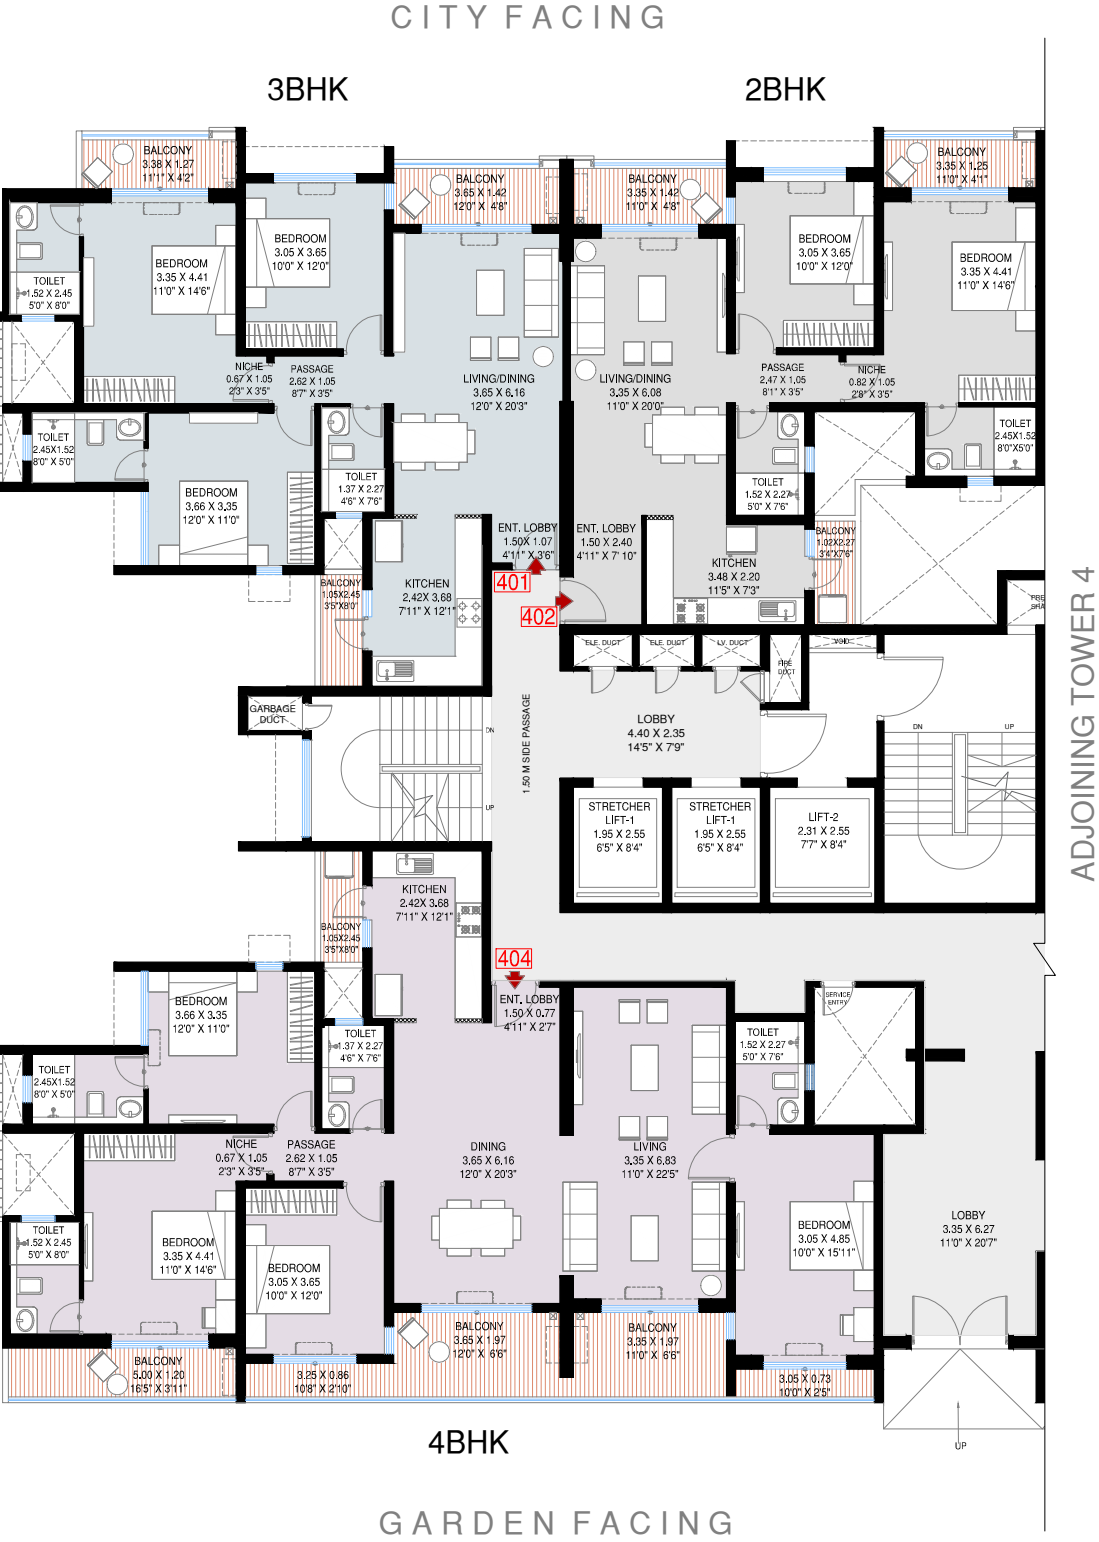 CITY FACING
3BHK
2BHK
BALCONY
3.38 X 1.27
11'1" X 4'2"
BALCONY
3.65 X 1.42
12'0" X 4'8"
BALCONY
3.35 X 1.42
11'0" X 4'8"
BALCONY
3.35 X 1.25
11'0" X 4'1"
BEDROOM
3.05 X 3.65
10'0" X 12'0"
BEDROOM
3.05 X 3.65
10'0" X 12'0"
BEDROOM
3.35 X 4.41
11'0" X 14'6"
BEDROOM
3.35 X 4.41
11'0" X 14'6"
TOILET
1.52 X 2.45
5'0" X 8'0"
NICHE
0.67 X 1.05
2'3" X 3'5"
PASSAGE
2.62 X 1.05
8'7" X 3'5"
LIVING/DINING
3.65 X 6.16
12'0" X 20'3"
LIVING/DINING
3.35 X 6.08
11'0" X 20'0"
PASSAGE
2.47 X 1.05
8'1" X 3'5"
NICHE
0.82 X 1.05
2'8" X 3'5"
TOILET
2.45X1.52
8'0" X 5'0"
TOILET
2.45X1.52
8'0"X5'0"
BEDROOM
3.66 X 3.35
12'0" X 11'0"
TOILET
1.37 X 2.27
4'6" X 7'6"
TOILET
1.52 X 2.27
5'0" X 7'6"
ENT. LOBBY
1.50X 1.07
4'11" X 3'6"
ENT. LOBBY
1.50 X 2.40
4'11" X 7' 10"
BALCONY
1.02X2.27
3'4"X7'6"
401
402
KITCHEN
2.42X 3.68
7'11" X 12'1"
KITCHEN
3.48 X 2.20
11'5" X 7'3"
BALCONY
1.05X2.45
3'5"X8'0"
ELE. DUCT
ELE. DUCT
LV. DUCT
FIRE
DUCT
VOID
GARBAGE
DUCT
DN
UP
1.50 M SIDE PASSAGE
LOBBY
4.40 X 2.35
14'5" X 7'9"
DN
UP
STRETCHER
LIFT-1
1.95 X 2.55
6'5" X 8'4"
STRETCHER
LIFT-1
1.95 X 2.55
6'5" X 8'4"
LIFT-2
2.31 X 2.55
7'7" X 8'4"
ADJOINING TOWER 4
KITCHEN
2.42X 3.68
7'11" X 12'1"
BALCONY
1.05X2.45
3'5"X8'0"
404
ENT. LOBBY
1.50 X 0.77
4'11" X 2'7"
SERVICE
ENTRY
BEDROOM
3.66 X 3.35
12'0" X 11'0"
TOILET
1.37 X 2.27
4'6" X 7'6"
TOILET
1.52 X 2.27
5'0" X 7'6"
TOILET
2.45X1.52
8'0" X 5'0"
NICHE
0.67 X 1.05
2'3" X 3'5"
PASSAGE
2.62 X 1.05
8'7" X 3'5"
DINING
3.65 X 6.16
12'0" X 20'3"
LIVING
3.35 X 6.83
11'0" X 22'5"
TOILET
1.52 X 2.45
5'0" X 8'0"
BEDROOM
3.35 X 4.41
11'0" X 14'6"
BEDROOM
3.05 X 3.65
10'0" X 12'0"
BEDROOM
3.05 X 4.85
10'0" X 15'11"
LOBBY
3.35 X 6.27
11'0" X 20'7"
BALCONY
5.00 X 1.20
16'5" X 3'11"
3.25 X 0.86
10'8" X 2'10"
BALCONY
3.65 X 1.97
12'0" X 6'6"
BALCONY
3.35 X 1.97
11'0" X 6'6"
3.05 X 0.73
10'0" X 2'5"
UP
4BHK
GARDEN FACING